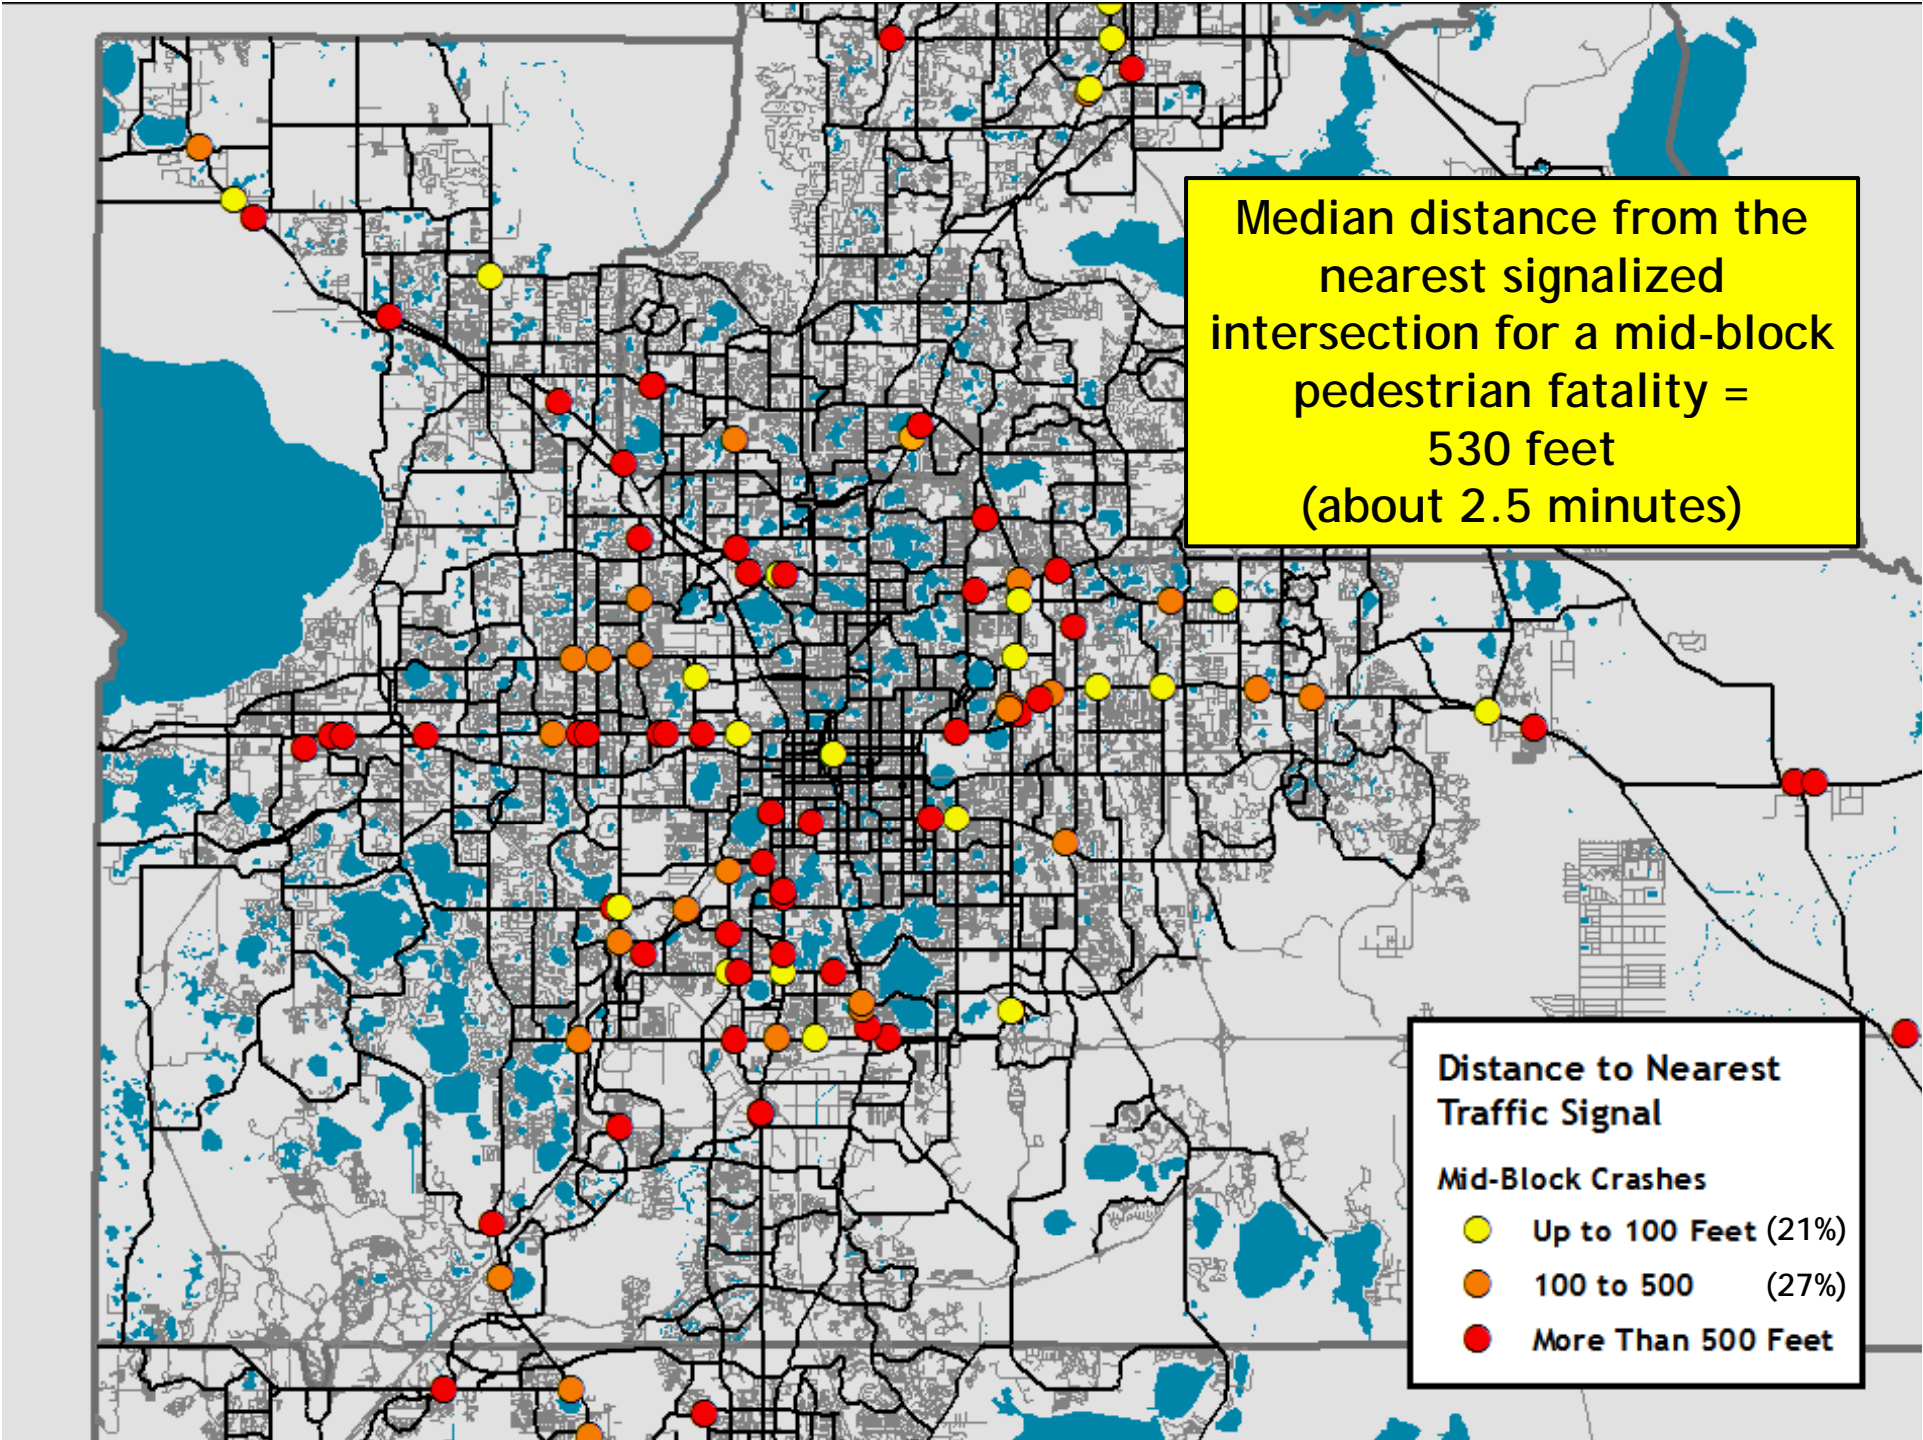 Median distance from the
nearest signalized
intersection for a mid-block
pedestrian fatality =
530 feet
(about 2.5 minutes)
Distance to Nearest
Traffic Signal
Mid-Block Crashes
Up to 100 Feet (21%)
100 to 500 (27%)
More Than 500 Feet